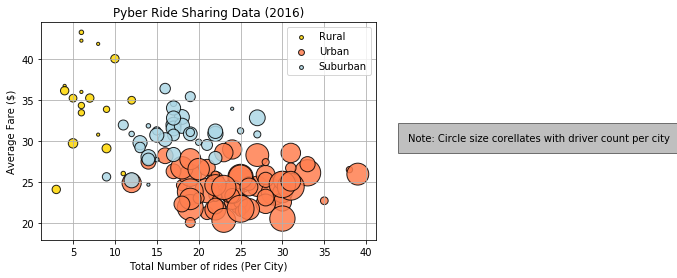 Pyber Ride Sharing Data (2016)
Rural
Urban
Suburban
40
35
30
25
20
Average Fare ($)
5
10
15
20
25
30
35
40
Total Number of rides (Per City)
Note: Circle size corellates with driver count per city